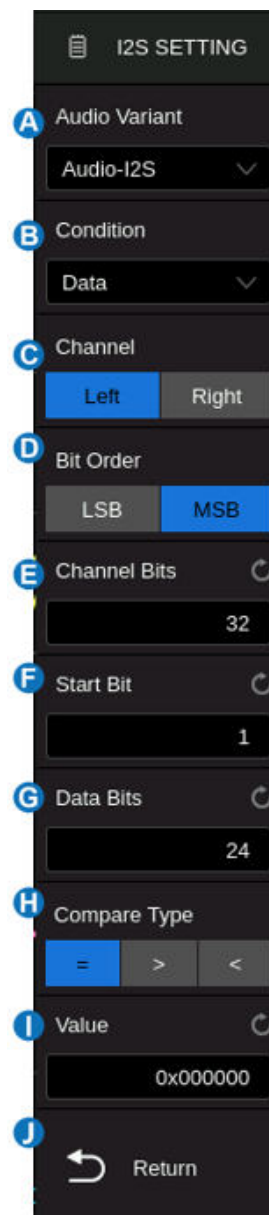 I2S SETTING
A Audio Variant
Audio-I2S
B Condition
Data
C Channel
Left Right
D Bit Order
LSB MSB
E Channel Bits
32
F Start Bit
1
G Data Bits
24
H Compare Type
= > <
I Value
0x000000
J Return